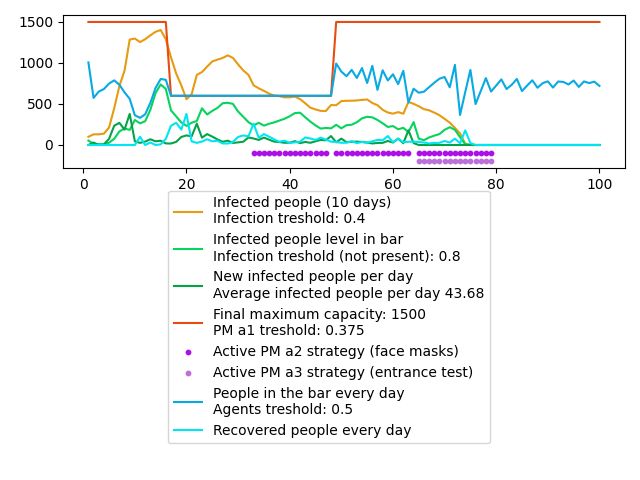 1500
1000
500
0
0
20
40
60
80
100
Infected people (10 days)
Infection treshold: 0.4
Infected people level in bar
Infection treshold (not present): 0.8
New infected people per day
Average infected people per day 43.68
Final maximum capacity: 1500
PM a1 treshold: 0.375
Active PM a2 strategy (face masks)
Active PM a3 strategy (entrance test)
People in the bar every day
Agents treshold: 0.5
Recovered people every day